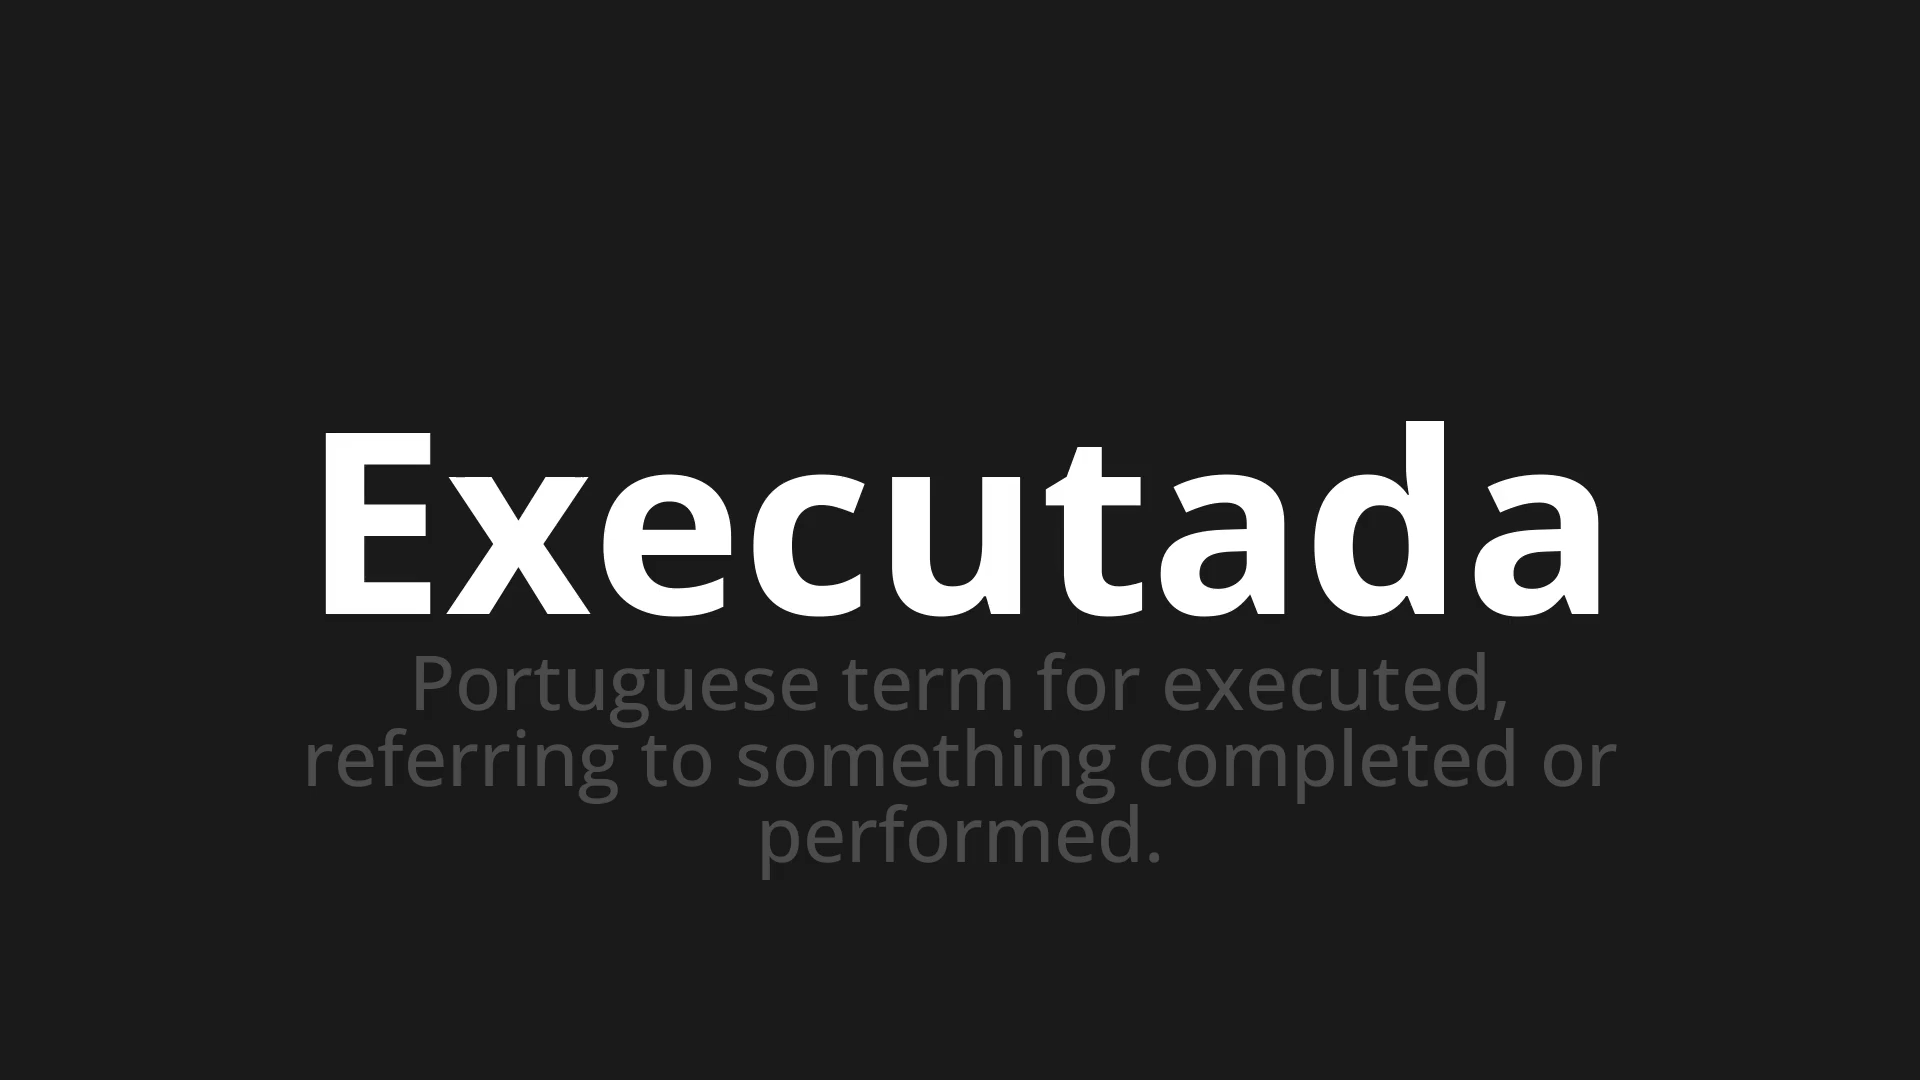 Executada
Portuguese term for executed,
referring to something completed or
performed.